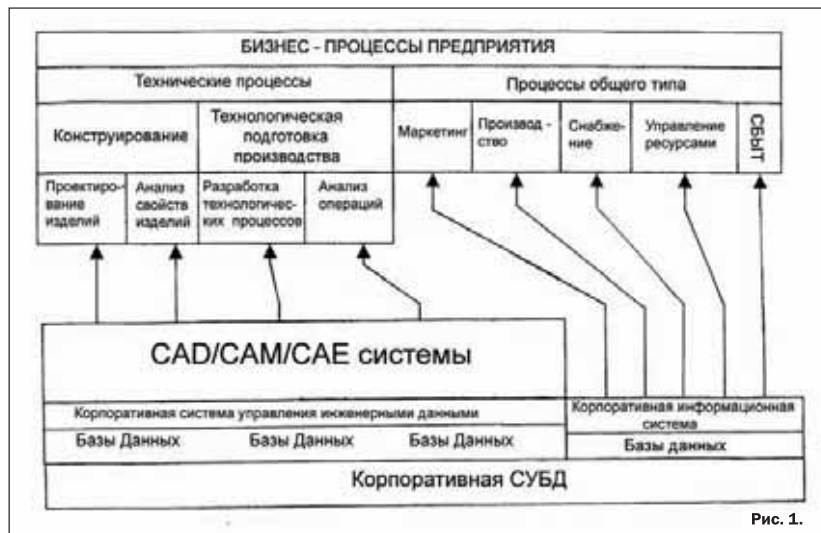 БИЗНЕС - ПРОЦЕССЫ ПРЕДПРИЯТИЯ
Технические процессы
Процессы общего типа
Конструирование
Технологическая
подготовка
производства
Маркетинг
Производ -
ство
Снабже-
ние
Управление
ресурсами
СБЫТ
Проектиро-
вание
изделий
Анализ
свойств
изделий
Разработка
технологичес-
ких процессов
Анализ
операций
CAD/CAM/CAE системы
Корпоративная система управления инженерными данными
Базы Данных Базы Данных Базы Данных
Корпоративная информационная
система
Базы данных
Корпоративная СУБД
Рис. 1.